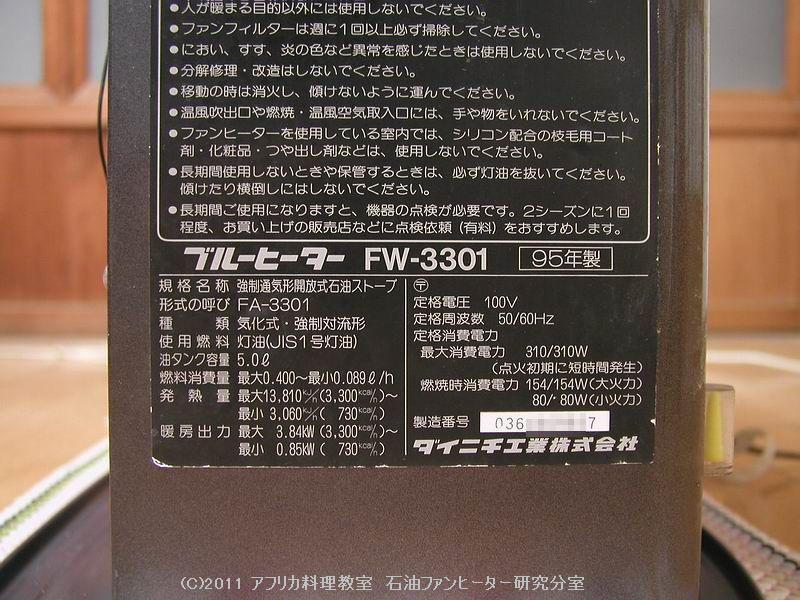 ●人が暖まる目的以外には使用しないでください。
●ファンフィルターは週に1回以上必ず掃除してください。
●におい、すす、炎の色など異常を感じたときは使用しないでください。
●分解修理・改造はしないでください。
●移動の時は消火し、傾けないように運んでください。
●温風吹出口や燃焼・温風空気取入口には、手や物をいれないでください。
●ファンヒーターを使用している室内では、シリコン配合の枝毛用コート
剤・化粧品・つや出し剤などは、使用しないでください。
●長期間使用しないときや保管するときは、必ず灯油を抜いてください。
傾けたり横倒しにはしないでください。
●長期間ご使用になりますと、機器の点検が必要です。2シーズンに1回
程度、お買い上げの販売店などに点検依頼(有料)をおすすめします。
ブルーヒーター FW-3301 95年製
規格名称 強制通気形開放式石油ストーブ
形式の呼び FA-3301
種類 気化式・強制対流形
使用燃料 灯油(JIS1号灯油)
油タンク容量 5.0ℓ
燃料消費量 最大0.400～最小0.089ℓ/h
発熱量 最大13,810kJ/h(3,300kcal/h)～
最小 3,060kJ/h( 730kcal/h)
暖房出力 最大 3.84kW(3,300kcal/h)～
最小 0.85kW( 730kcal/h)
〒
定格電圧 100V
定格周波数 50/60Hz
定格消費電力
最大消費電力 310/310W
(点火初期に短時間発生)
燃焼時消費電力 154/154W(大火力)
80/80W(小火力)
製造番号 036 7
ダイニチ工業株式会社
(C)2011 アフリカ料理教室 石油ファンヒーター研究分室